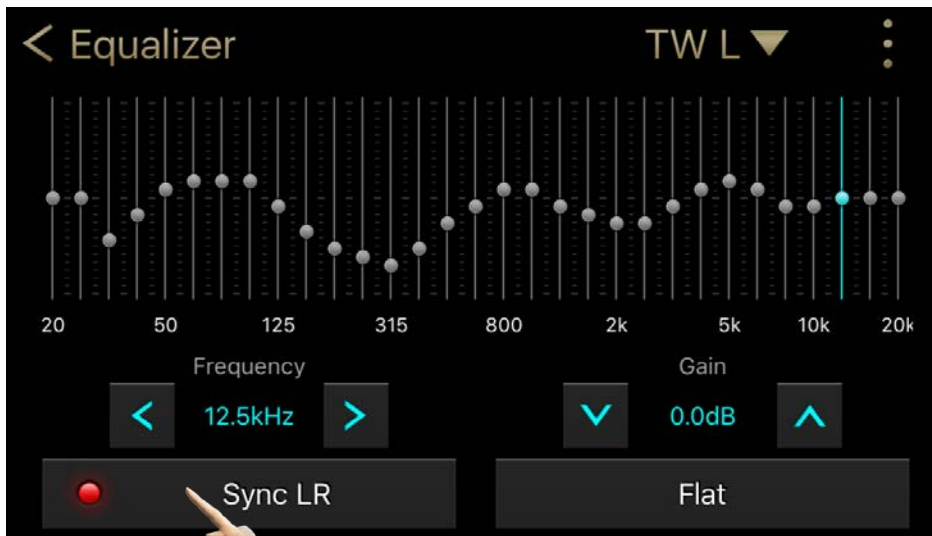 Equalizer TW L
20 50 125 315 800 2k 5k 10k 20k
Frequency Gain
12.5kHz 0.0dB
Sync LR Flat